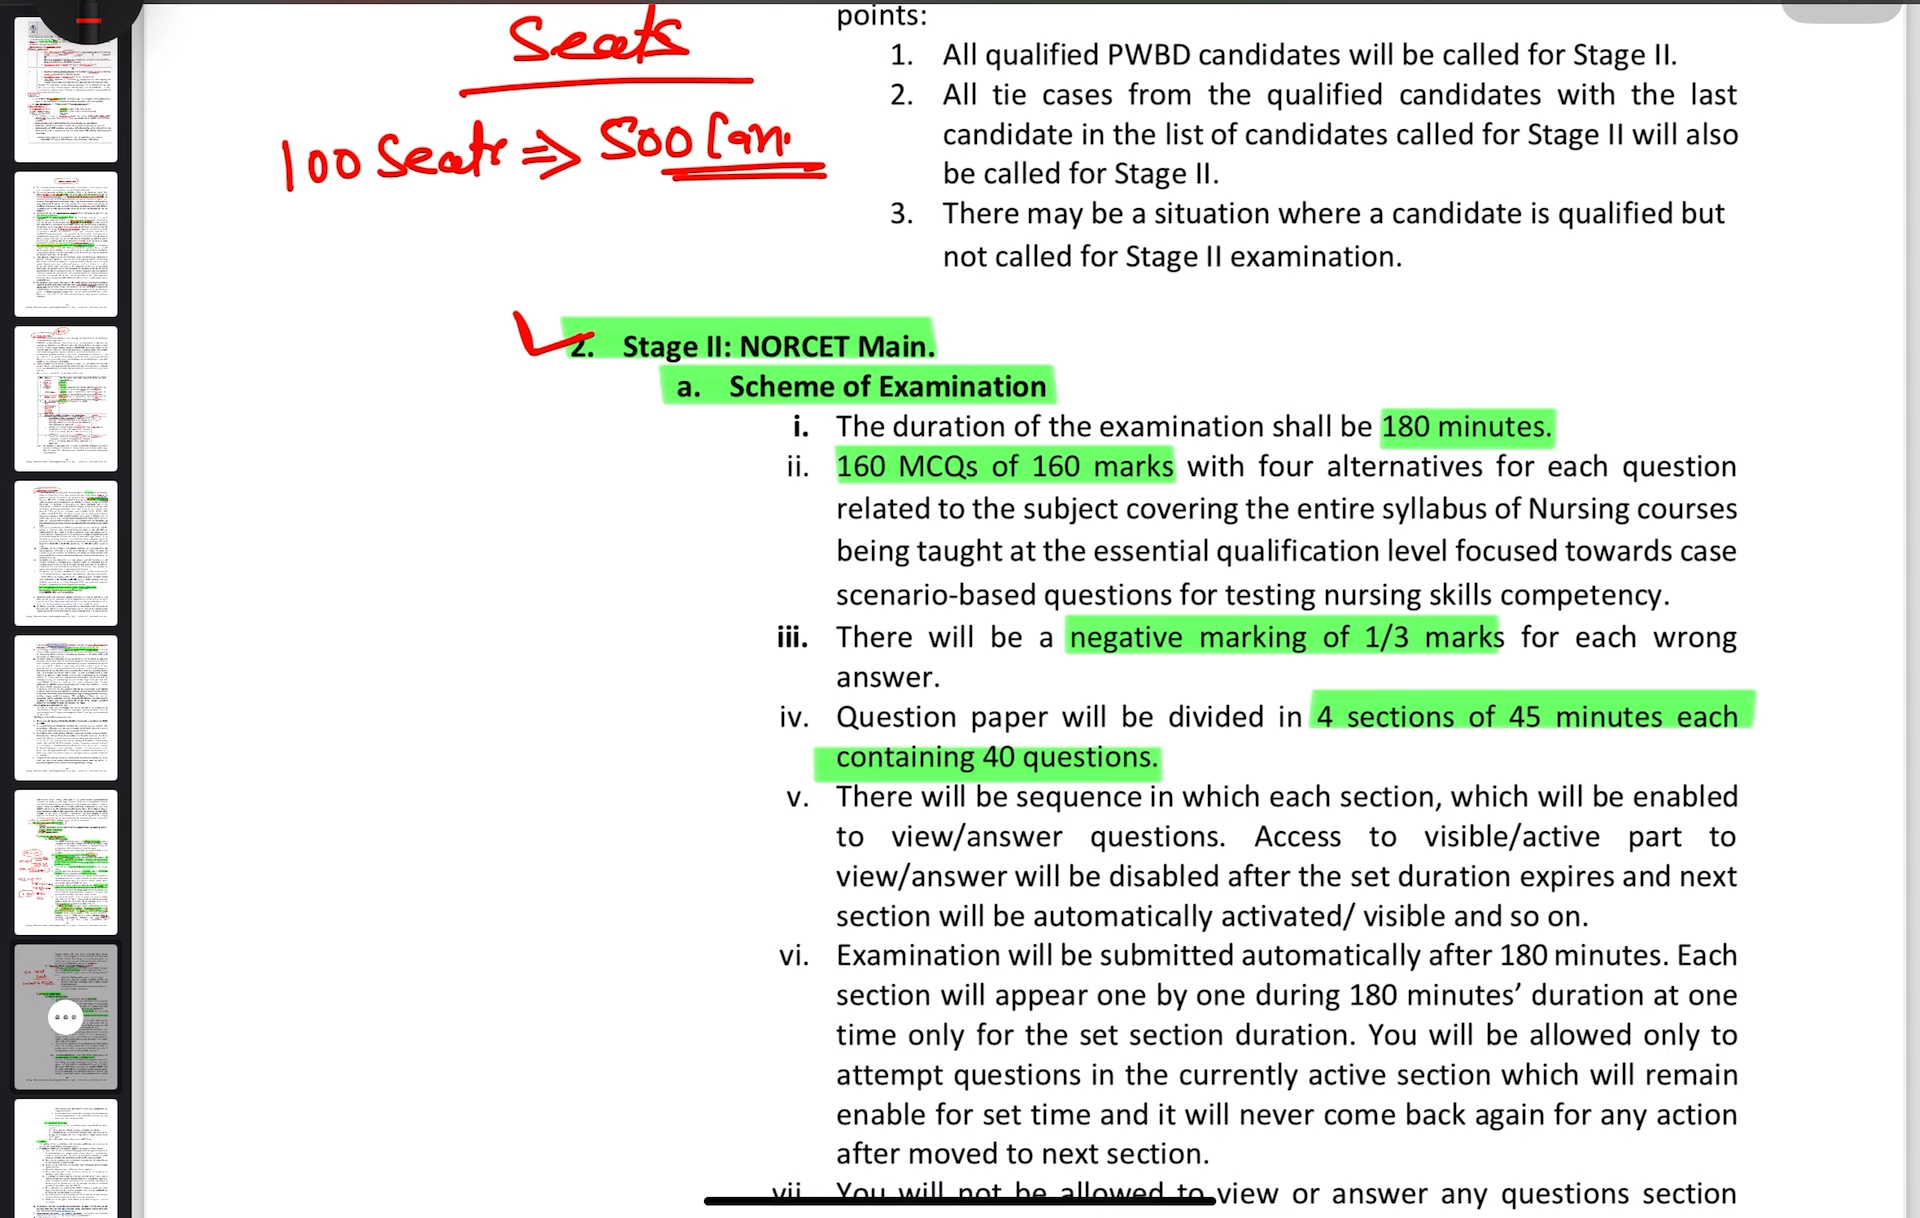 Seats
100 Seats => 500 Can.
points:
1. All qualified PWBD candidates will be called for Stage II.
2. All tie cases from the qualified candidates with the last
candidate in the list of candidates called for Stage II will also
be called for Stage II.
3. There may be a situation where a candidate is qualified but
not called for Stage II examination.
2. Stage II: NORCET Main.
a. Scheme of Examination
i. The duration of the examination shall be 180 minutes.
ii. 160 MCQs of 160 marks with four alternatives for each question
related to the subject covering the entire syllabus of Nursing courses
being taught at the essential qualification level focused towards case
scenario-based questions for testing nursing skills competency.
iii. There will be a negative marking of 1/3 marks for each wrong
answer.
iv. Question paper will be divided in 4 sections of 45 minutes each
containing 40 questions.
v. There will be sequence in which each section, which will be enabled
to view/answer questions. Access to visible/active part to
view/answer will be disabled after the set duration expires and next
section will be automatically activated/ visible and so on.
vi. Examination will be submitted automatically after 180 minutes. Each
section will appear one by one during 180 minutes’ duration at one
time only for the set section duration. You will be allowed only to
attempt questions in the currently active section which will remain
enable for set time and it will never come back again for any action
after moved to next section.
vii. You will not be allowed to view or answer any questions section